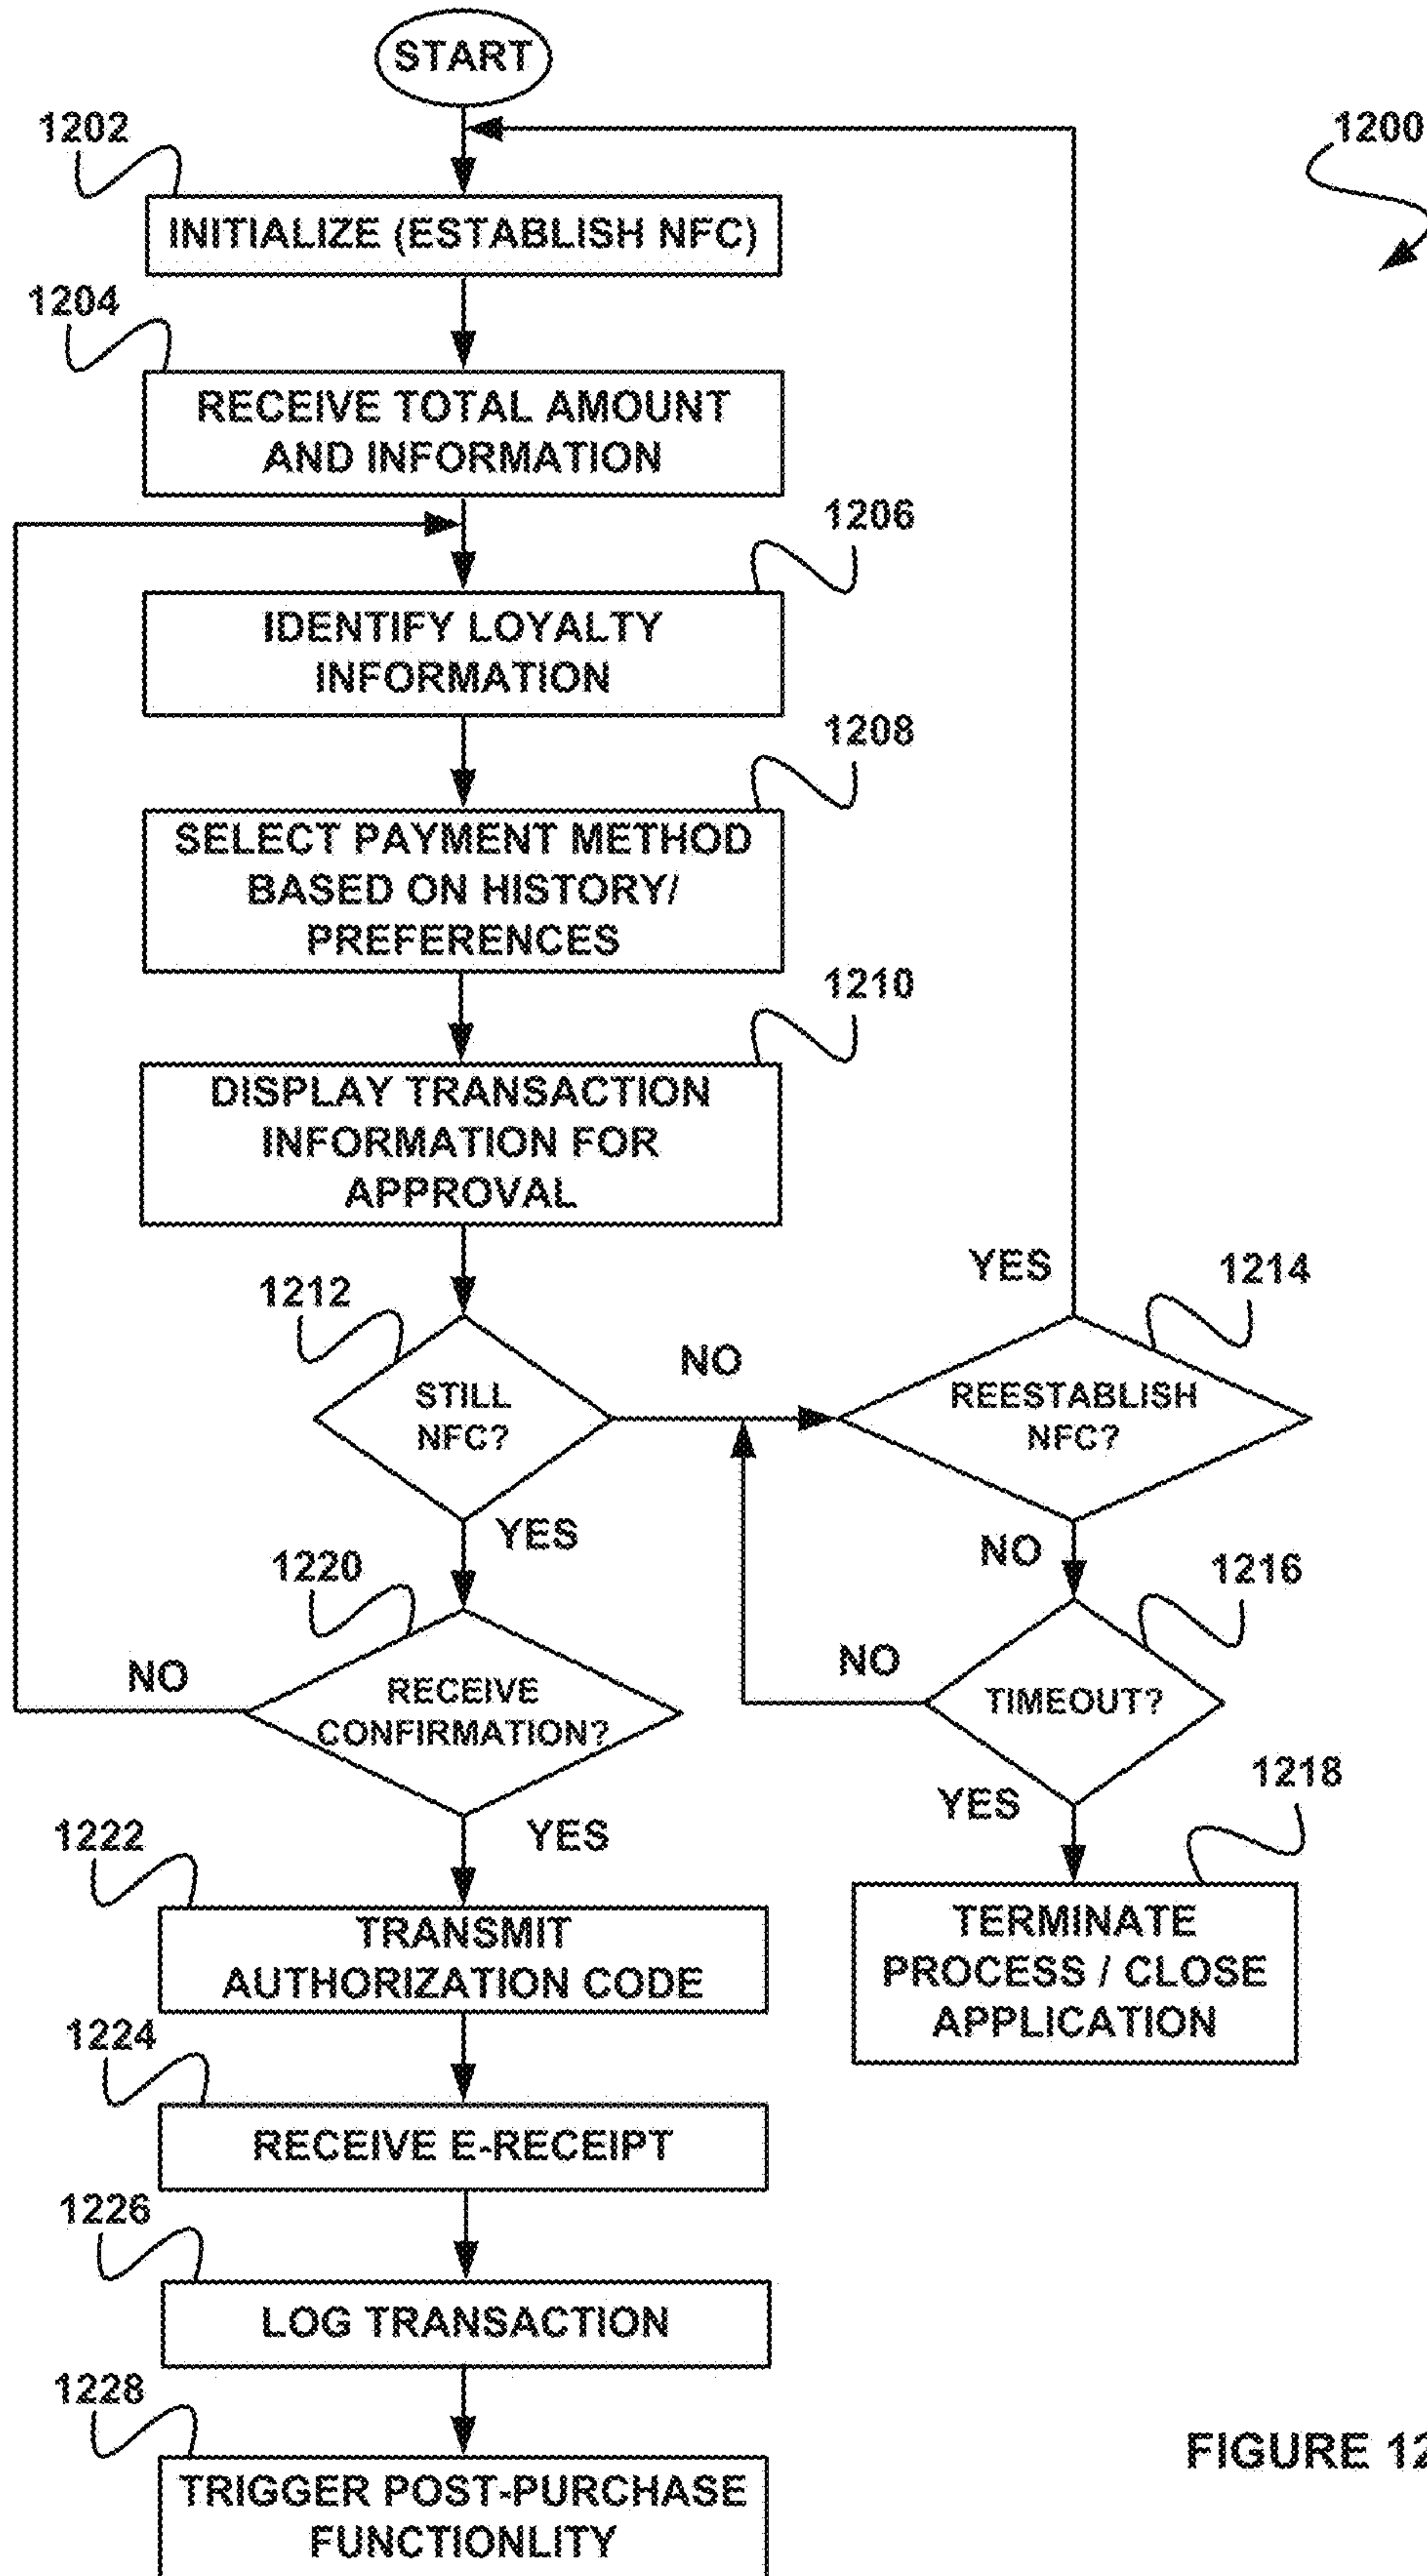 START
1202
1200
INITIALIZE (ESTABLISH NFC)
1204
RECEIVE TOTAL AMOUNT
AND INFORMATION
1206
IDENTIFY LOYALTY
INFORMATION
1208
SELECT PAYMENT METHOD
BASED ON HISTORY/
PREFERENCES
1210
DISPLAY TRANSACTION
INFORMATION FOR
APPROVAL
1212
YES
1214
NO
STILL
NFC?
REESTABLISH
NFC?
YES
NO
1220
1216
NO
RECEIVE
CONFIRMATION?
NO
TIMEOUT?
1218
YES
YES
1222
TRANSMIT
AUTHORIZATION CODE
TERMINATE
PROCESS / CLOSE
APPLICATION
1224
RECEIVE E-RECEIPT
1226
LOG TRANSACTION
1228
TRIGGER POST-PURCHASE
FUNCTIONLITY
FIGURE 12